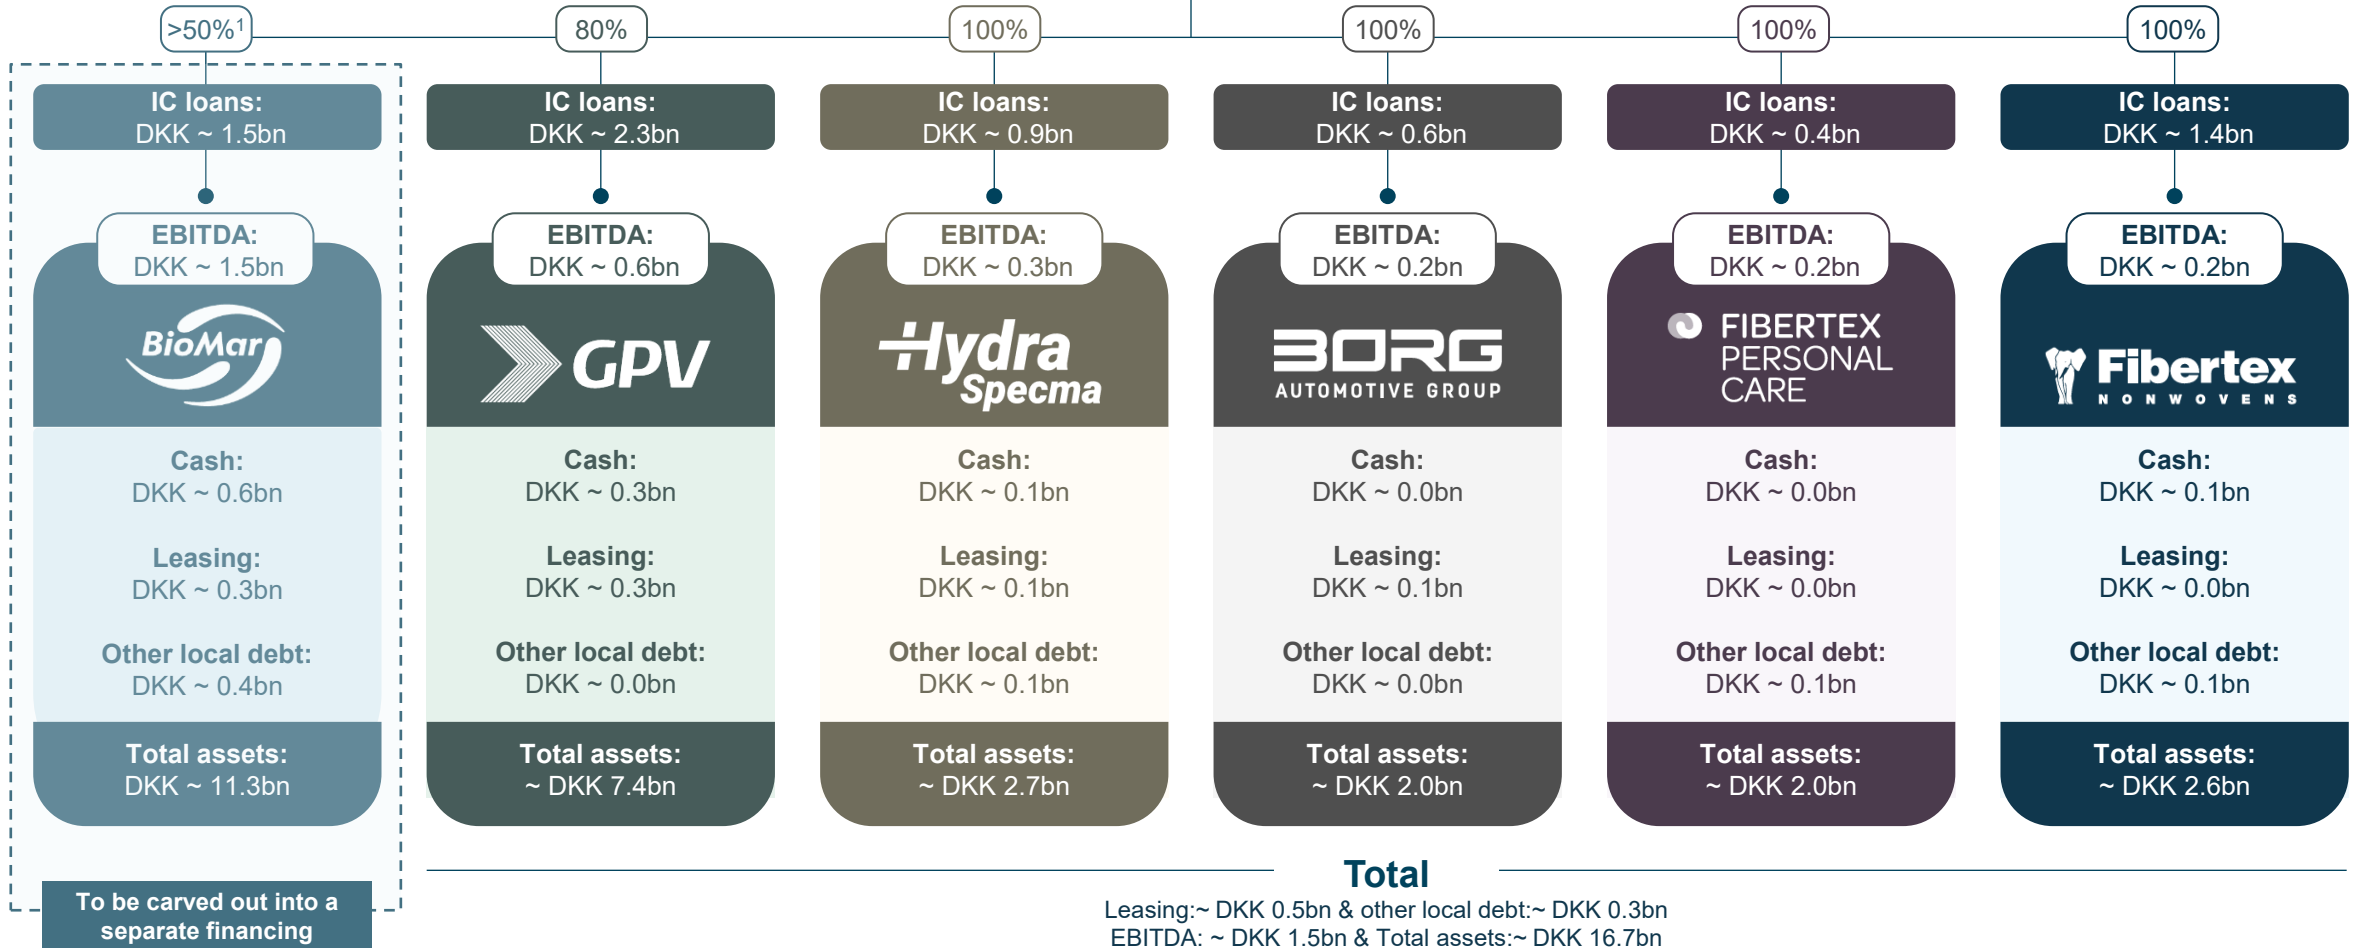 >50%¹
80%
100%
100%
100%
100%
IC loans:
DKK ~ 1.5bn
IC loans:
DKK ~ 2.3bn
IC loans:
DKK ~ 0.9bn
IC loans:
DKK ~ 0.6bn
IC loans:
DKK ~ 0.4bn
IC loans:
DKK ~ 1.4bn
EBITDA:
DKK ~ 1.5bn
EBITDA:
DKK ~ 0.6bn
EBITDA:
DKK ~ 0.3bn
EBITDA:
DKK ~ 0.2bn
EBITDA:
DKK ~ 0.2bn
EBITDA:
DKK ~ 0.2bn
BioMar
GPV
Hydra
Specma
BORG
AUTOMOTIVE GROUP
FIBERTEX
PERSONAL
CARE
Fibertex
NONWOVENS
Cash:
DKK ~ 0.6bn
Leasing:
DKK ~ 0.3bn
Other local debt:
DKK ~ 0.4bn
Cash:
DKK ~ 0.3bn
Leasing:
DKK ~ 0.3bn
Other local debt:
DKK ~ 0.0bn
Cash:
DKK ~ 0.1bn
Leasing:
DKK ~ 0.1bn
Other local debt:
DKK ~ 0.1bn
Cash:
DKK ~ 0.0bn
Leasing:
DKK ~ 0.1bn
Other local debt:
DKK ~ 0.0bn
Cash:
DKK ~ 0.0bn
Leasing:
DKK ~ 0.0bn
Other local debt:
DKK ~ 0.1bn
Cash:
DKK ~ 0.1bn
Leasing:
DKK ~ 0.0bn
Other local debt:
DKK ~ 0.1bn
Total assets:
DKK ~ 11.3bn
Total assets:
~ DKK 7.4bn
Total assets:
~ DKK 2.7bn
Total assets:
~ DKK 2.0bn
Total assets:
~ DKK 2.0bn
Total assets:
~ DKK 2.6bn
To be carved out into a
separate financing
Total
Leasing:~ DKK 0.5bn & other local debt:~ DKK 0.3bn
EBITDA: ~ DKK 1.5bn & Total assets:~ DKK 16.7bn